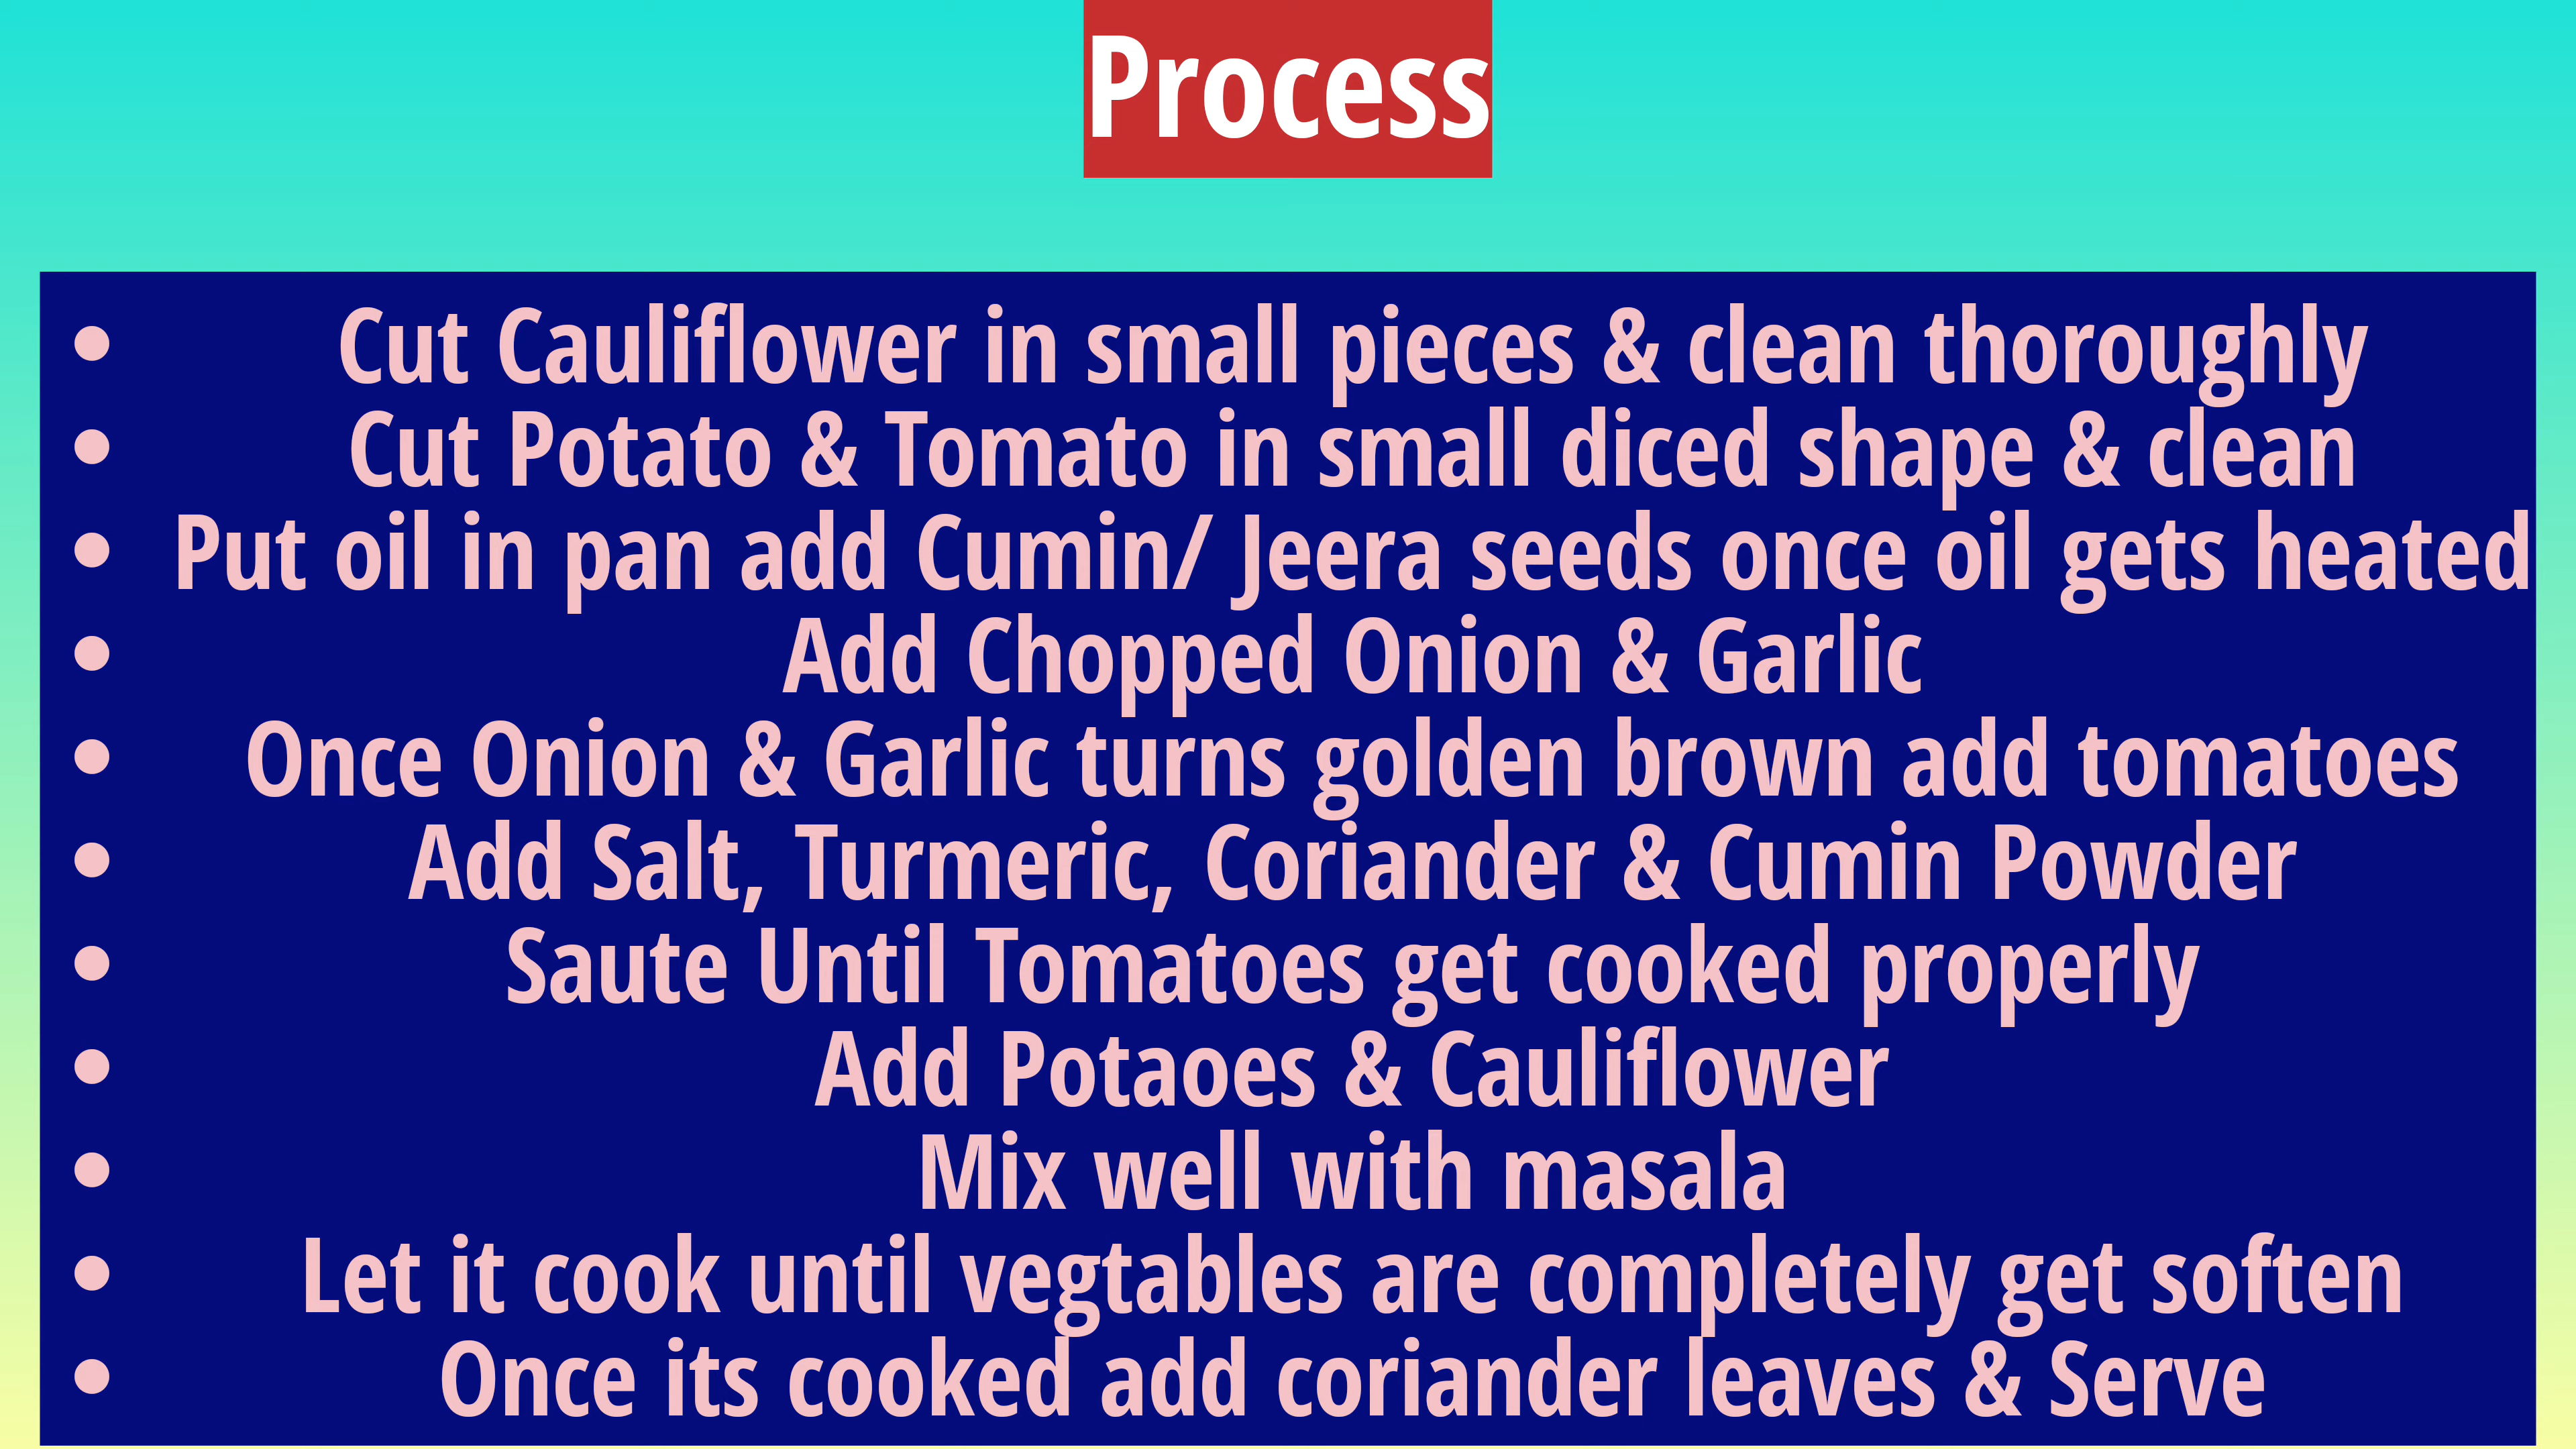 Process
• Cut Cauliflower in small pieces & clean thoroughly
• Cut Potato & Tomato in small diced shape & clean
• Put oil in pan add Cumin/ Jeera seeds once oil gets heated
• Add Chopped Onion & Garlic
• Once Onion & Garlic turns golden brown add tomatoes
• Add Salt, Turmeric, Coriander & Cumin Powder
• Saute Until Tomatoes get cooked properly
• Add Potaoes & Cauliflower
• Mix well with masala
• Let it cook until vegtables are completely get soften
• Once its cooked add coriander leaves & Serve